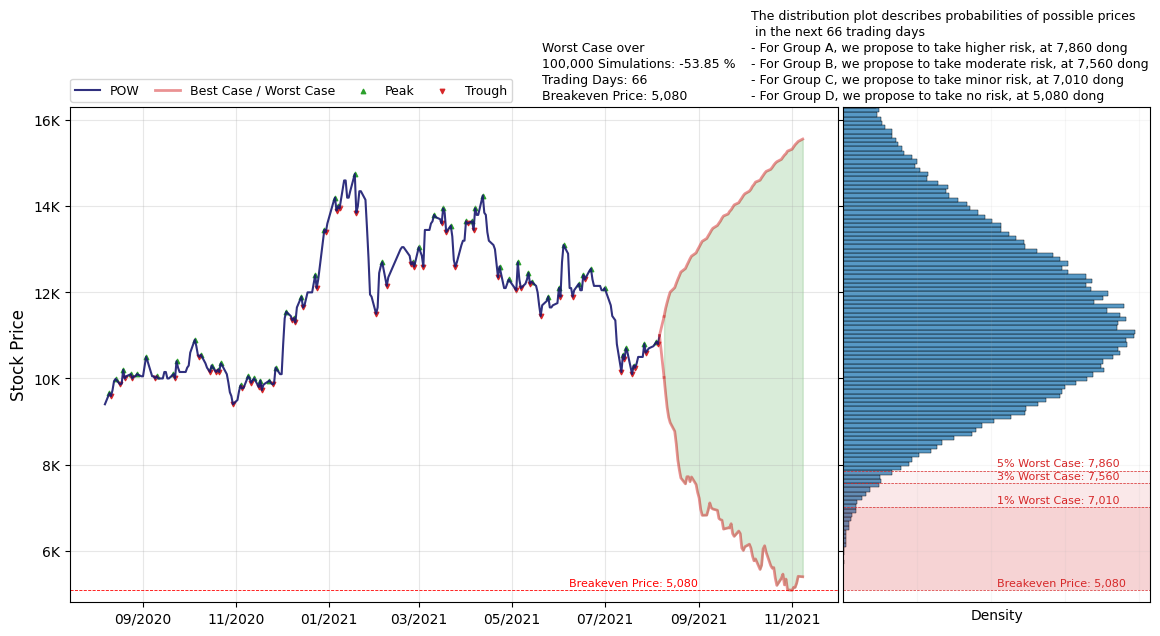 The distribution plot describes probabilities of possible prices
in the next 66 trading days
- For Group A, we propose to take higher risk, at 7,860 dong
- For Group B, we propose to take moderate risk, at 7,560 dong
- For Group C, we propose to take minor risk, at 7,010 dong
- For Group D, we propose to take no risk, at 5,080 dong
Worst Case over
100,000 Simulations: -53.85 %
Trading Days: 66
Breakeven Price: 5,080
POW
Best Case / Worst Case
Peak
Trough
Stock Price
16K
14K
12K
10K
8K
6K
Breakeven Price: 5,080
09/2020
11/2020
01/2021
03/2021
05/2021
07/2021
09/2021
11/2021
5% Worst Case: 7,860
3% Worst Case: 7,560
1% Worst Case: 7,010
Breakeven Price: 5,080
Density